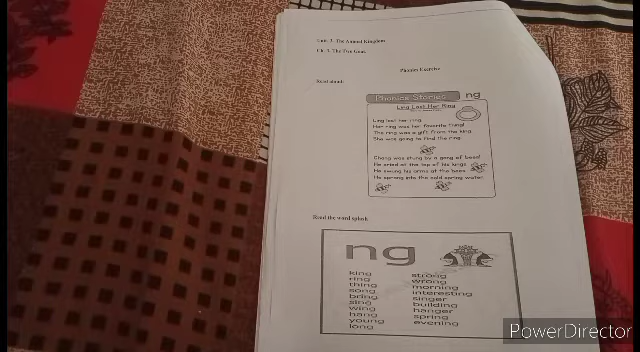 Unit: 3: The Animal Kingdom
Ch. 3: The Two Goats
Phonics Exercise
Read aloud:
Phonics Stories ng
Ling Lost Her Ring
Ling lost her ring.
Her ring was her favorite thing!
The ring was a gift from the king.
She was going to find the ring.
Chang was stung by a gang of bees!
He cried at the top of his lungs.
He swung his arms at the bees.
He sprang into the cold spring water.
Read the word splash:
ng
king
ring
thing
song
bring
sing
wing
hang
young
long
strong
wrong
morning
interesting
singer
building
hanger
spring
evening
PowerDirector